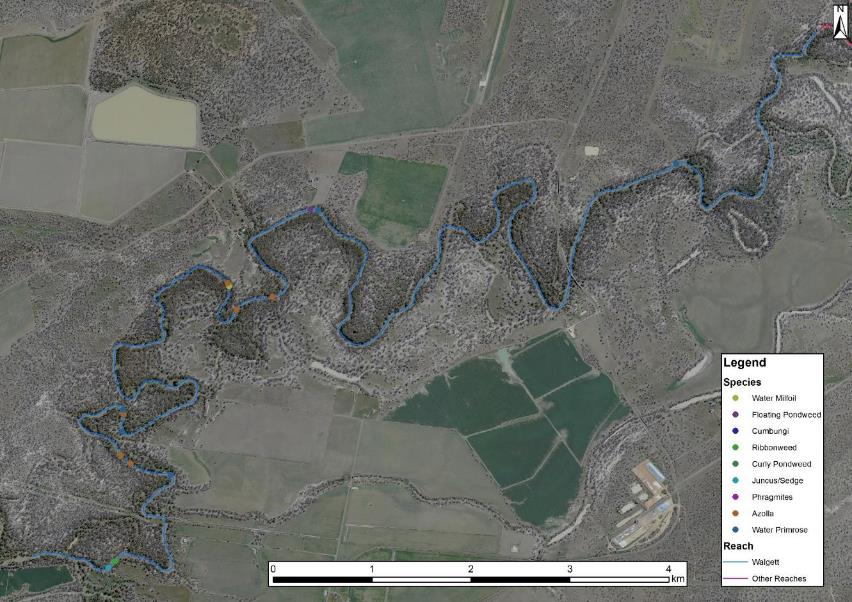 N
Legend
Species
Water Milfoil
Floating Pondweed
Cumbungi
Ribbonweed
Curly Pondweed
Juncus/Sedge
Phragmites
Azolla
Water Primrose
Reach
Walgett
Other Reaches
0 1 2 3 4
km